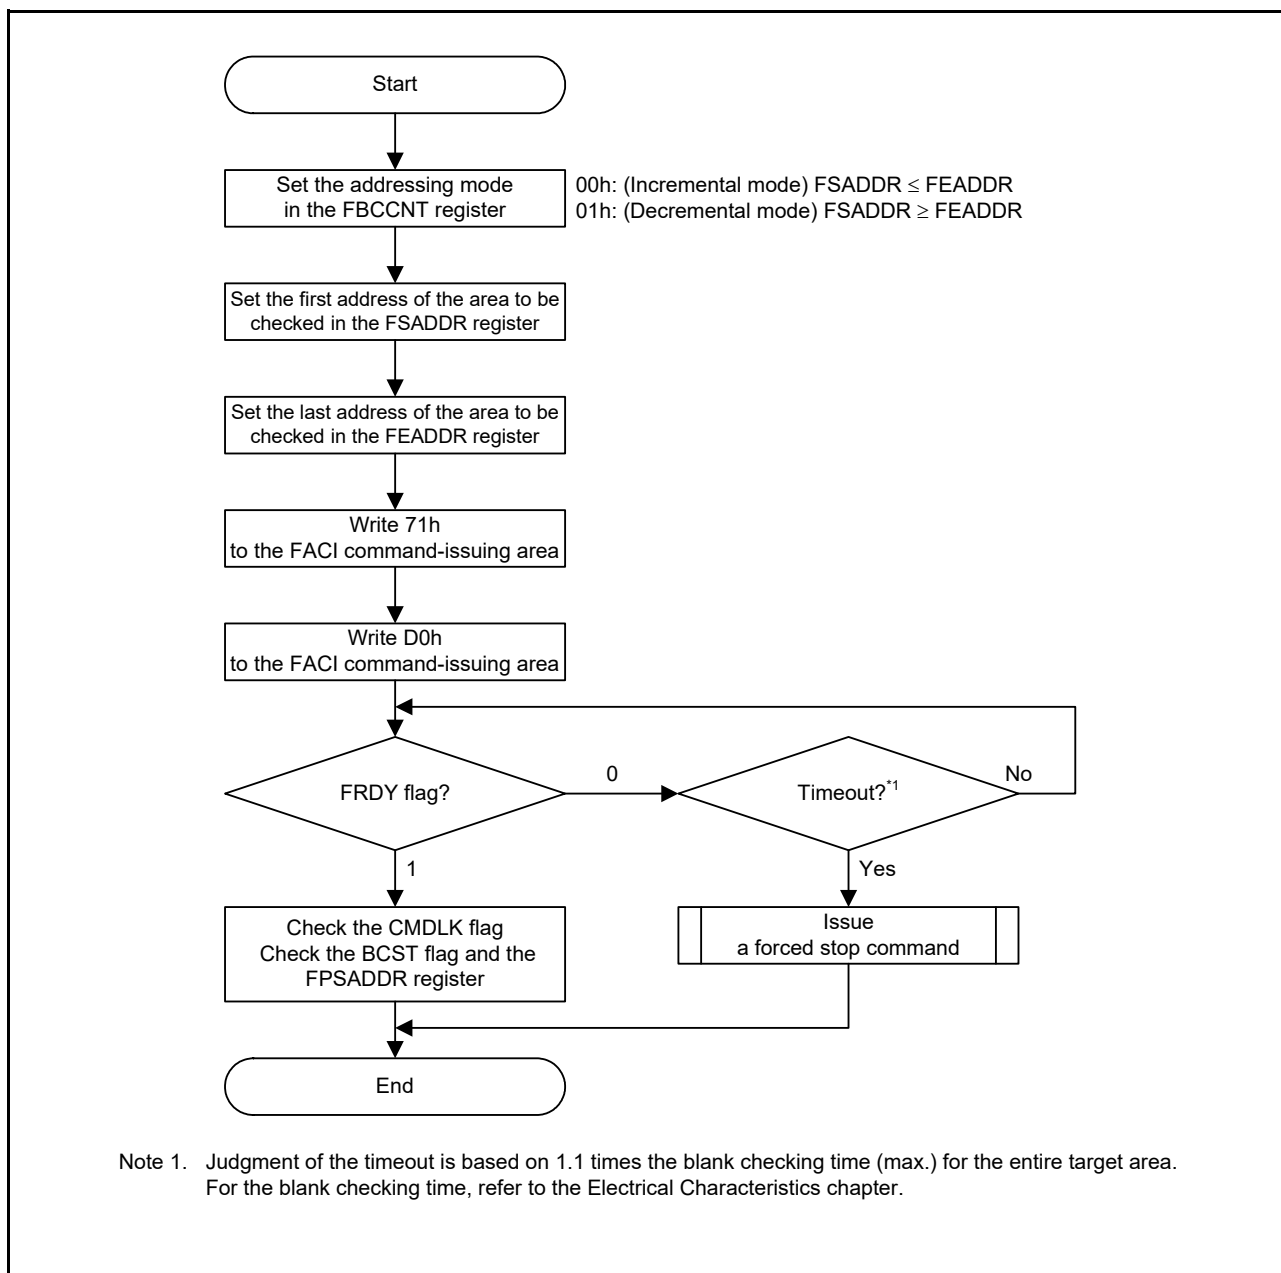 Start
Set the addressing mode
in the FBCCNT register
00h: (Incremental mode) FSADDR ≤ FEADDR
01h: (Decremental mode) FSADDR ≥ FEADDR
Set the first address of the area to be
checked in the FSADDR register
Set the last address of the area to be
checked in the FEADDR register
Write 71h
to the FACI command-issuing area
Write D0h
to the FACI command-issuing area
FRDY flag?
0
Timeout?*1
No
1
Yes
Check the CMDLK flag
Check the BCST flag and the
FPSADDR register
Issue
a forced stop command
End
Note 1. Judgment of the timeout is based on 1.1 times the blank checking time (max.) for the entire target area.
For the blank checking time, refer to the Electrical Characteristics chapter.